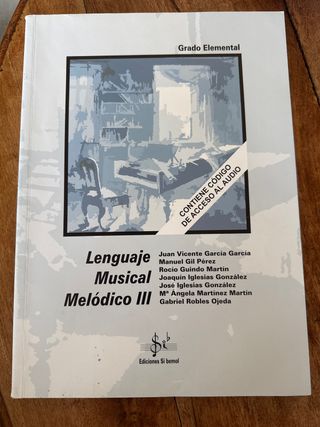 Grado Elemental
CONTIENE CÓDIGO
DE ACCESO AL AUDIO
Lenguaje
Musical
Melódico III
Juan Vicente García García
Manuel Gil Pérez
Rocío Guindo Martín
Joaquín Iglesias González
José Iglesias González
Mª Ángela Martínez Martín
Gabriel Robles Ojeda
Si b
Ediciones Si bemol